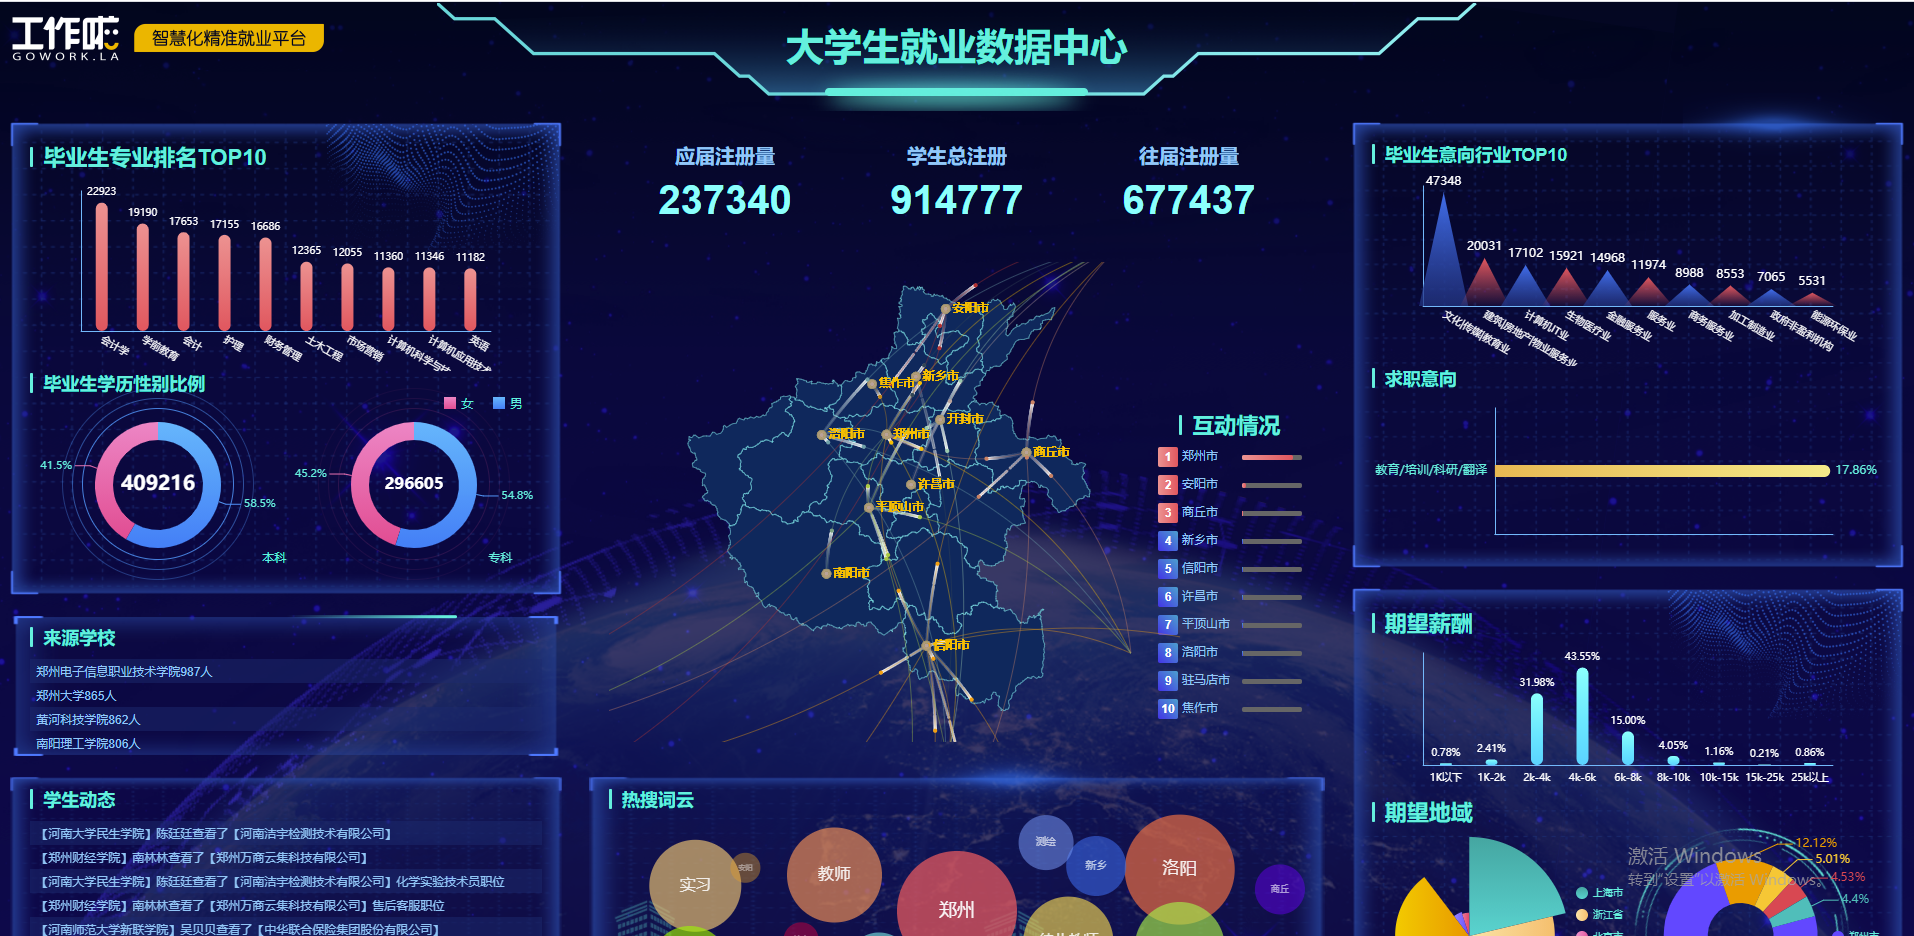 工作啦
GOWORK.LA
智慧化精准就业平台
大学生就业数据中心
毕业生专业排名TOP10
22923
19190
17653
17155
16686
12365
12055
11360
11346
11182
会计学
学前教育
会计
护理
财务管理
土木工程
市场营销
计算机科学与技
计算机应用技术
英语
毕业生学历性别比例
女
男
41.5%
409216
58.5%
本科
45.2%
296605
54.8%
专科
来源学校
郑州电子信息职业技术学院987人
郑州大学865人
黄河科技学院862人
南阳理工学院806人
学生动态
【河南大学民生学院】陈廷廷查看了【河南洁宇检测技术有限公司】
【郑州财经学院】南林林查看了【郑州万商云集科技有限公司】
【河南大学民生学院】陈廷廷查看了【河南洁宇检测技术有限公司】化学实验技术员职位
【郑州财经学院】南林林查看了【郑州万商云集科技有限公司】售后客服职位
【河南师范大学新联学院】吴贝贝查看了【中华联合保险集团股份有限公司】
应届注册量
237340
学生总注册
914777
往届注册量
677437
安阳市
新乡市
焦作市
开封市
洛阳市
郑州市
商丘市
许昌市
平顶山市
南阳市
信阳市
互动情况
1 郑州市
2 安阳市
3 商丘市
4 新乡市
5 信阳市
6 许昌市
7 平顶山市
8 洛阳市
9 驻马店市
10 焦作市
热搜词云
实习
安阳
教师
郑州
测绘
新乡
洛阳
商丘
毕业生意向行业TOP10
47348
20031
17102
15921
14968
11974
8988
8553
7065
5531
文化|传媒|教育业
建筑|房地产|物业服务业
计算机IT业
生物医疗业
金融服务业
服务业
商务服务业
加工制造业
政府非盈利机构
能源环保业
求职意向
教育/培训/科研/翻译
17.86%
期望薪酬
0.78%
2.41%
31.98%
43.55%
15.00%
4.05%
1.16%
0.21%
0.86%
1K以下
1K-2k
2k-4k
4k-6k
6k-8k
8k-10k
10k-15k
15k-25k
25k以上
期望地域
上海市
浙江省
北京市
12.12%
5.01%
4.53%
4.4%
郑州市
激活 Windows
转到"设置"以激活 Windows。